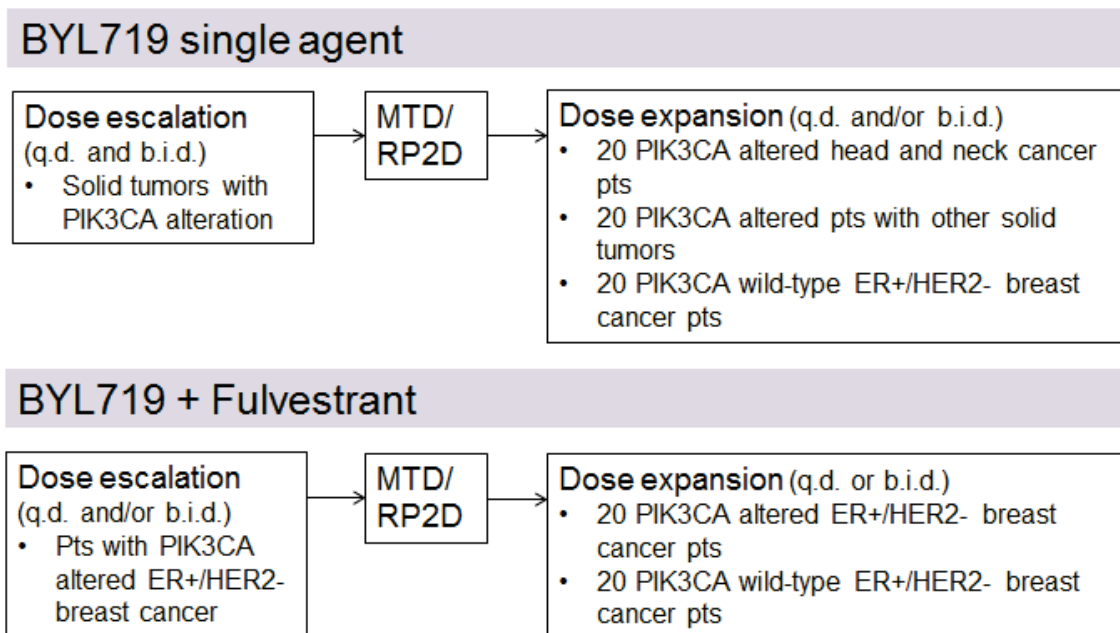 BYL719 single agent
Dose escalation
(q.d. and b.i.d.)
• Solid tumors with
PIK3CA alteration
MTD/
RP2D
Dose expansion (q.d. and/or b.i.d.)
• 20 PIK3CA altered head and neck cancer
pts
• 20 PIK3CA altered pts with other solid
tumors
• 20 PIK3CA wild-type ER+/HER2- breast
cancer pts
BYL719 + Fulvestrant
Dose escalation
(q.d. and/or b.i.d.)
• Pts with PIK3CA
altered ER+/HER2-
breast cancer
MTD/
RP2D
Dose expansion (q.d. or b.i.d.)
• 20 PIK3CA altered ER+/HER2- breast
cancer pts
• 20 PIK3CA wild-type ER+/HER2- breast
cancer pts